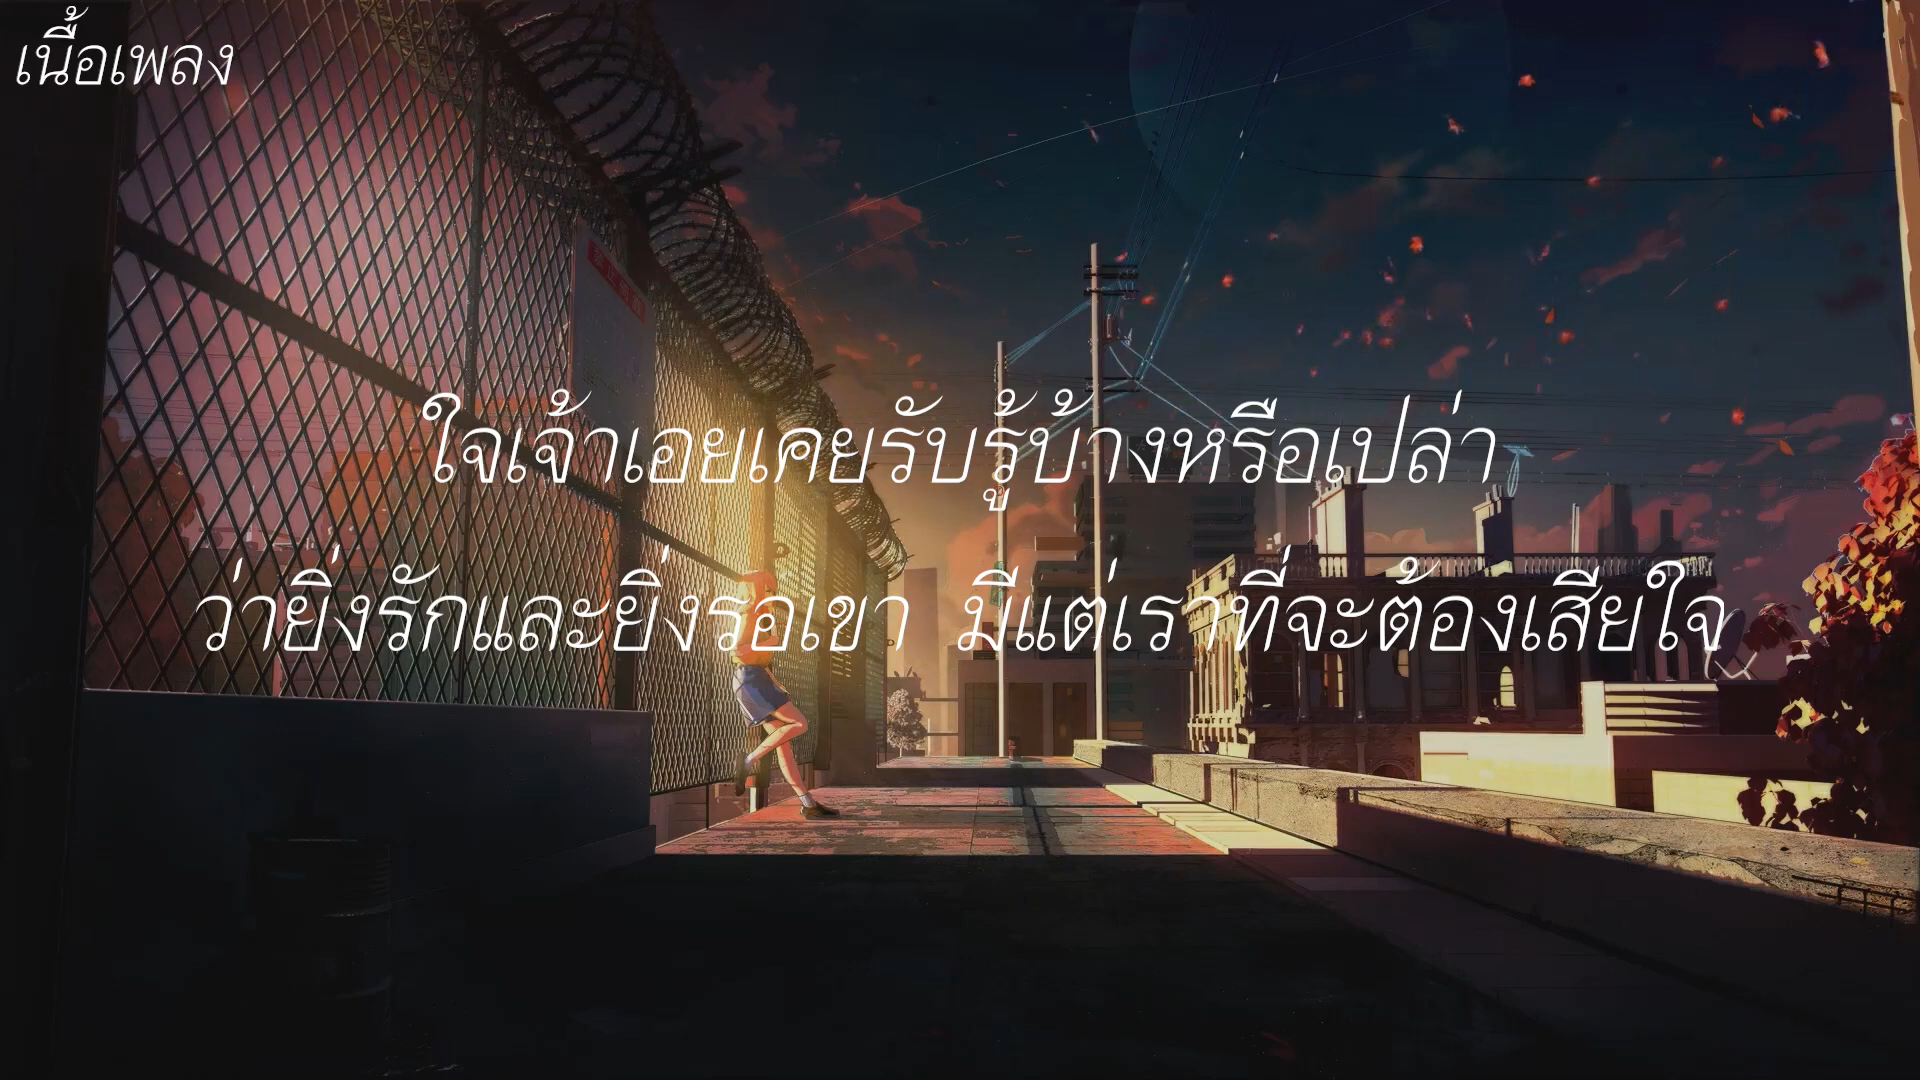 เนื้อเพลง
ใจเจ้าเอยเคยรับรู้บ้างหรือเปล่า
ว่ายิ่งรักและยิ่งรอเขา มีแต่เราที่จะต้องเสียใจ